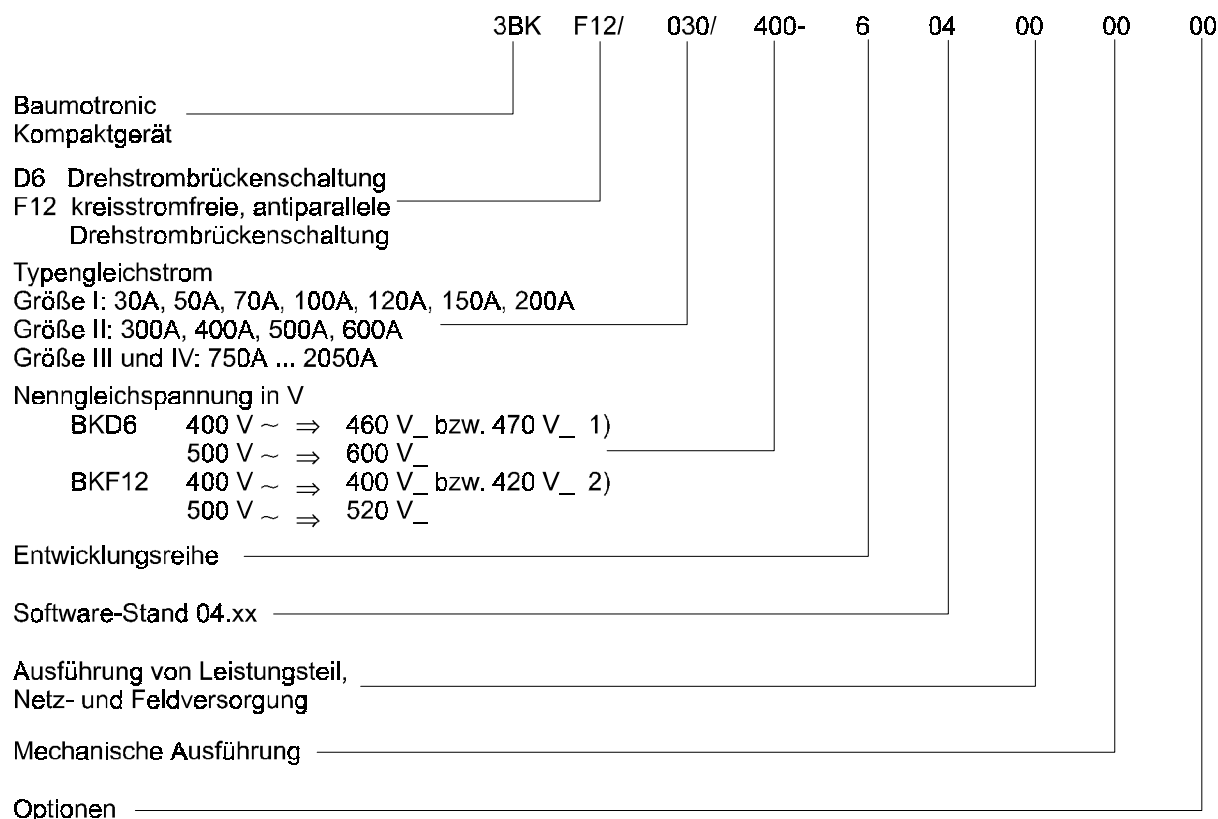 3BK F12/ 030/ 400- 6 04 00 00 00
Baumotronic
Kompaktgerät
D6 Drehstrombrückenschaltung
F12 kreisstromfreie, antiparallele
Drehstrombrückenschaltung
Typengleichstrom
Größe I: 30A, 50A, 70A, 100A, 120A, 150A, 200A
Größe II: 300A, 400A, 500A, 600A
Größe III und IV: 750A ... 2050A
Nenngleichspannung in V
BKD6 400 V ~ ⇒ 460 V_ bzw. 470 V_ 1)
500 V ~ ⇒ 600 V_
BKF12 400 V ~ ⇒ 400 V_ bzw. 420 V_ 2)
500 V ~ ⇒ 520 V_
Entwicklungsreihe
Software-Stand 04.xx
Ausführung von Leistungsteil,
Netz- und Feldversorgung
Mechanische Ausführung
Optionen